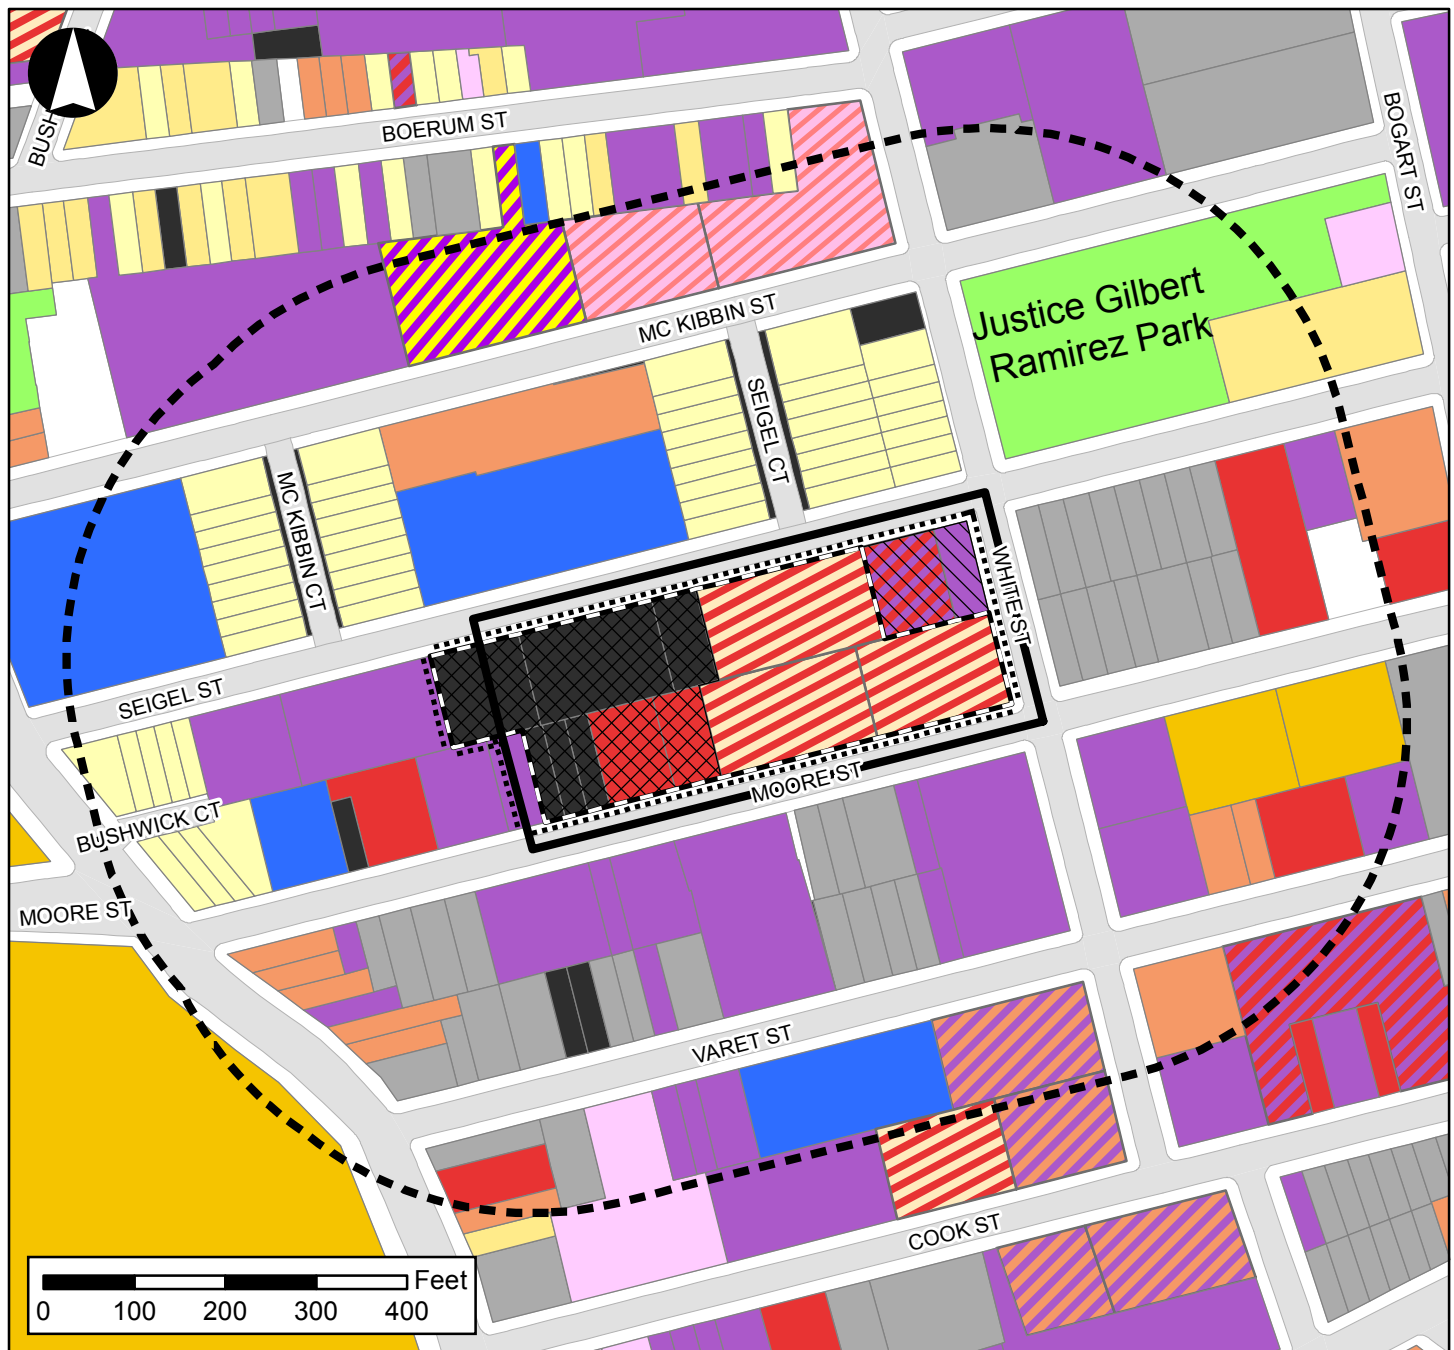 BUSH
BOERUM ST
BOGART ST
Justice Gilbert
Ramirez Park
MC KIBBIN ST
SEIGEL CT
MC KIBBIN CT
WHITE ST
SEIGEL ST
MOORE ST
BUSHWICK CT
MOORE ST
VARET ST
COOK ST
Feet
0 100 200 300 400